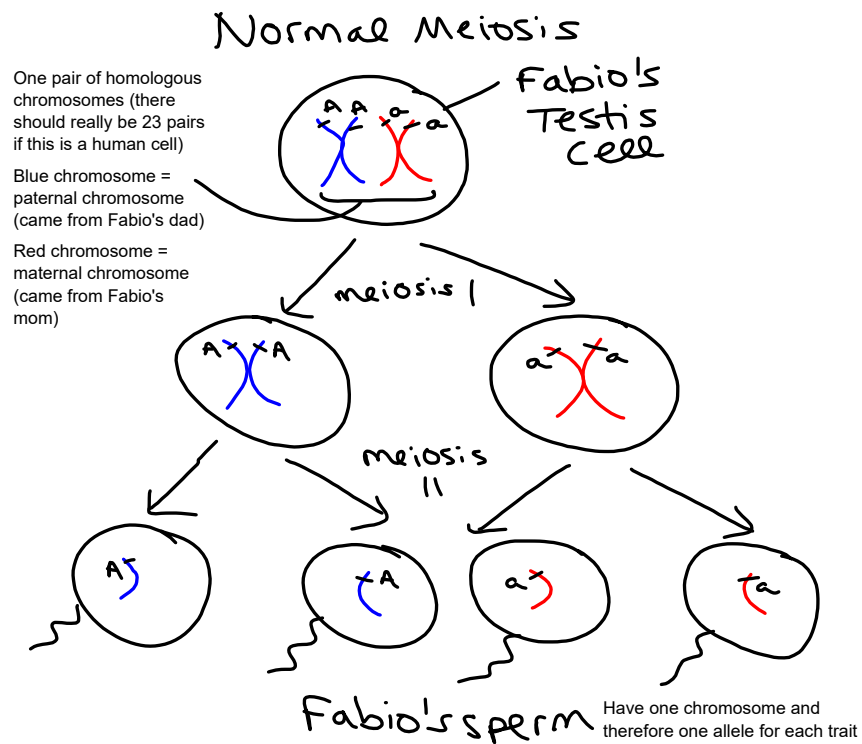 Normal Meiosis
One pair of homologous
chromosomes (there
should really be 23 pairs
if this is a human cell)
Blue chromosome =
paternal chromosome
(came from Fabio's dad)
Red chromosome =
maternal chromosome
(came from Fabio's
mom)
A A a a
Fabio's
Testis
Cell
meiosis I
A A
a a
meiosis
II
A
A
a
a
Fabio's sperm
Have one chromosome and
therefore one allele for each trait